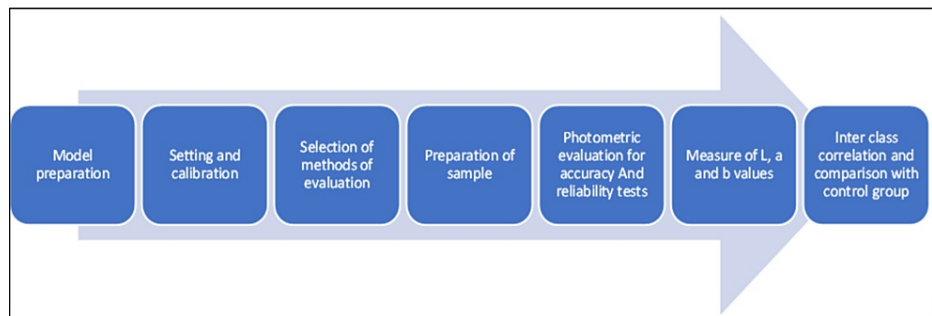 Model
preparation
Setting and
calibration
Selection of
methods of
evaluation
Preparation of
sample
Photometric
evaluation for
accuracy And
reliability tests
Measure of L, a
and b values
Inter class
correlation and
comparison with
control group